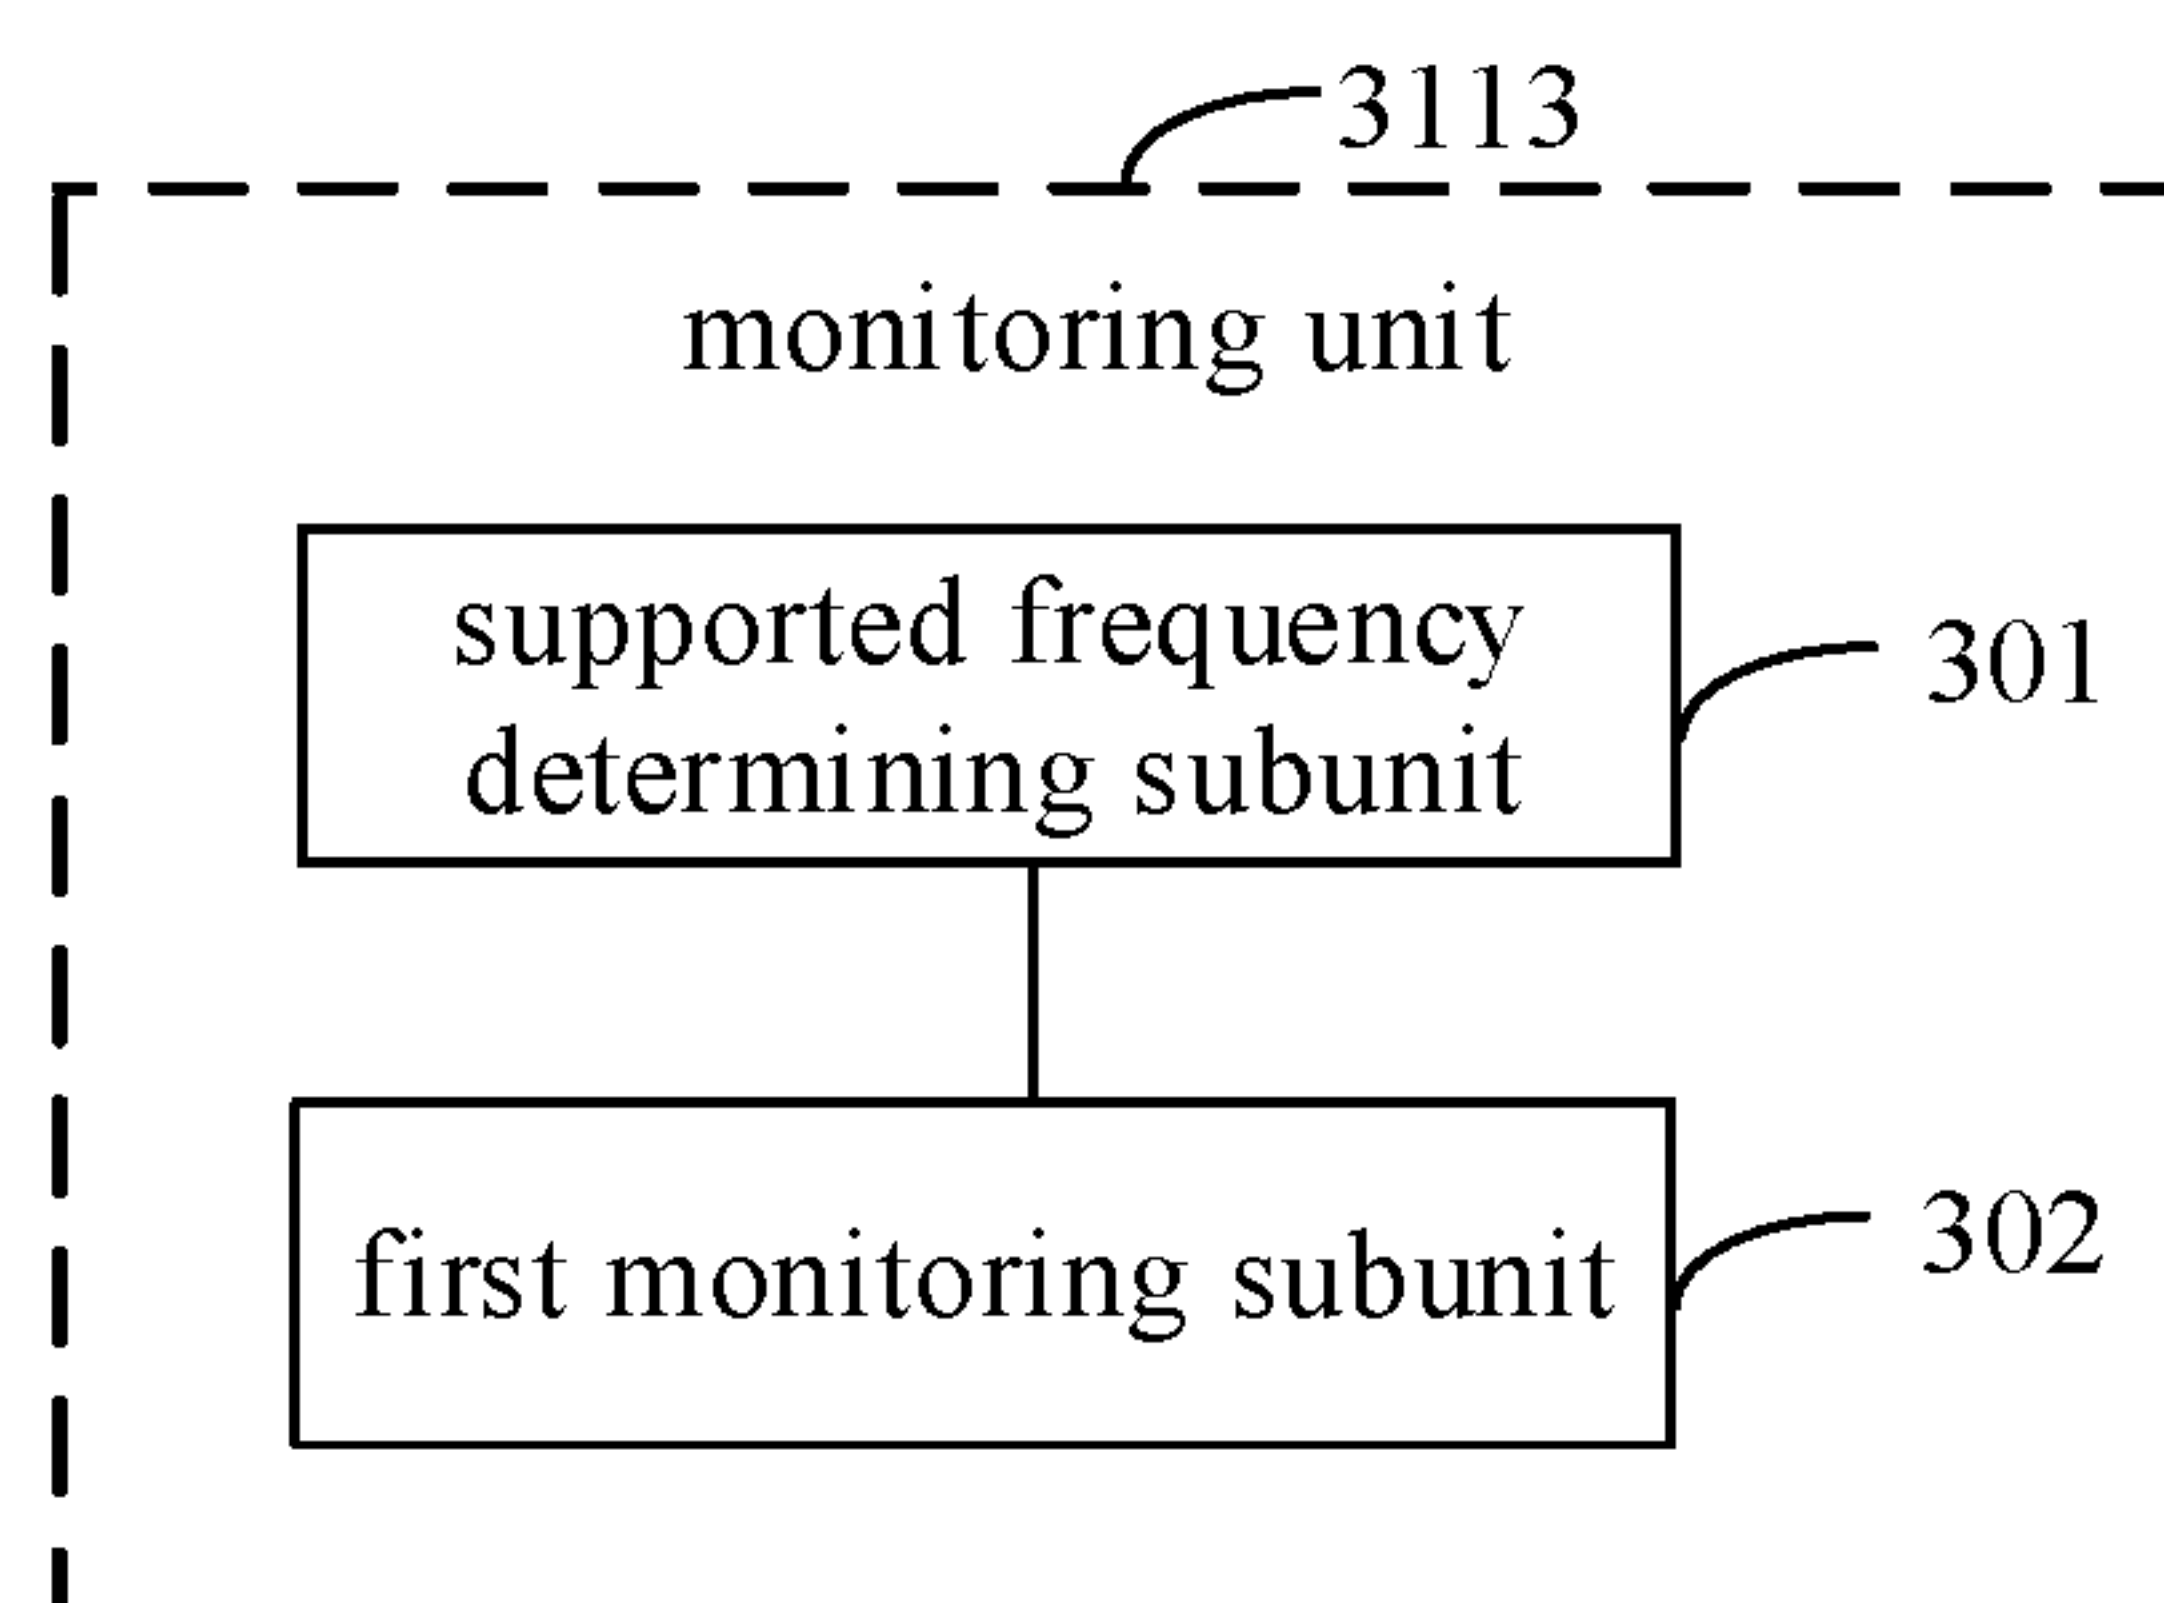 3113
monitoring unit
supported frequency
determining subunit
301
first monitoring subunit
302